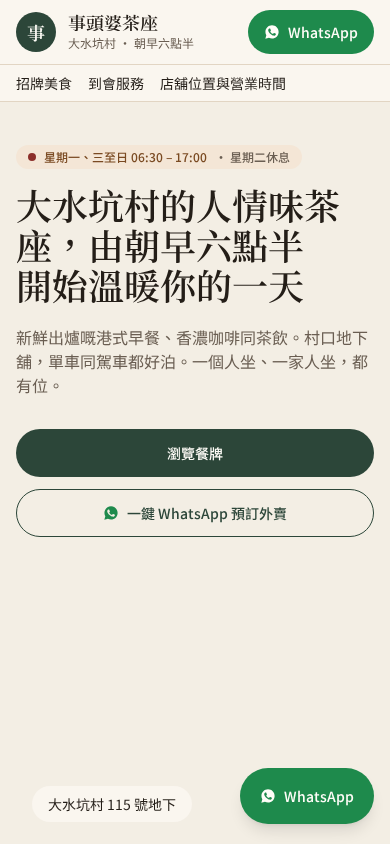 事
事頭婆茶座
大水坑村 · 朝早六點半
WhatsApp
招牌美食 到會服務 店舖位置與營業時間
星期一、三至日 06:30 – 17:00 · 星期二休息
大水坑村的人情味茶
座，由朝早六點半
開始溫暖你的一天
新鮮出爐嘅港式早餐、香濃咖啡同茶飲。村口地下
舖，單車同駕車都好泊。一個人坐、一家人坐，都
有位。
瀏覽餐牌
一鍵 WhatsApp 預訂外賣
大水坑村 115 號地下
WhatsApp